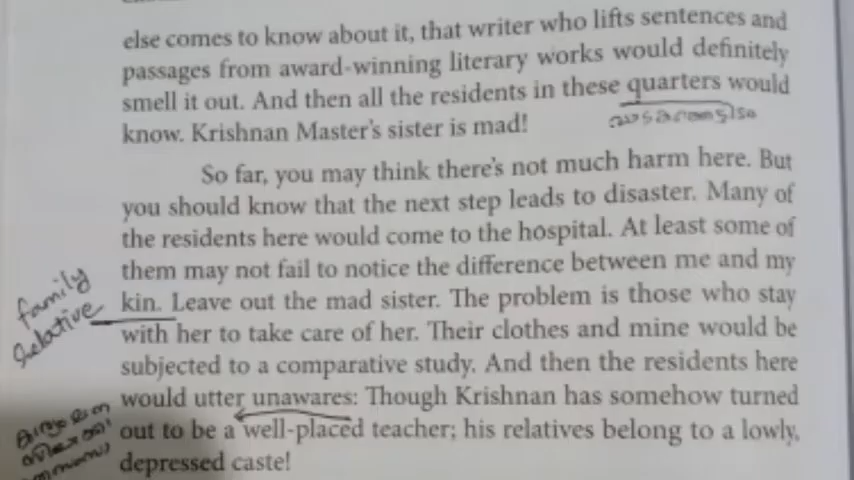 else comes to know about it, that writer who lifts sentences and
passages from award-winning literary works would definitely
smell it out. And then all the residents in these quarters would
know. Krishnan Master's sister is mad!
So far, you may think there's not much harm here. But
you should know that the next step leads to disaster. Many of
the residents here would come to the hospital. At least some of
them may not fail to notice the difference between me and my
family
relative
kin. Leave out the mad sister. The problem is those who stay
with her to take care of her. Their clothes and mine would be
subjected to a comparative study. And then the residents here
would utter unawares: Though Krishnan has somehow turned
out to be a well-placed teacher; his relatives belong to a lowly,
depressed caste!